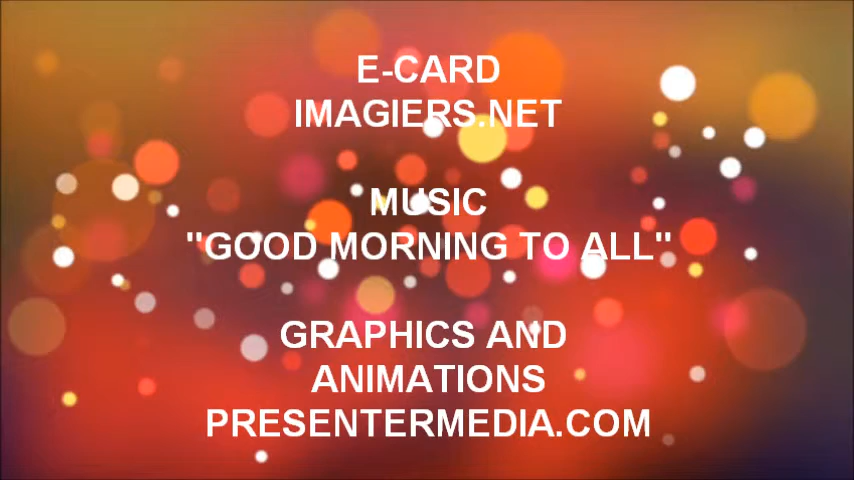 E-CARD
IMAGIERS.NET
MUSIC
"GOOD MORNING TO ALL"
GRAPHICS AND
ANIMATIONS
PRESENTERMEDIA.COM